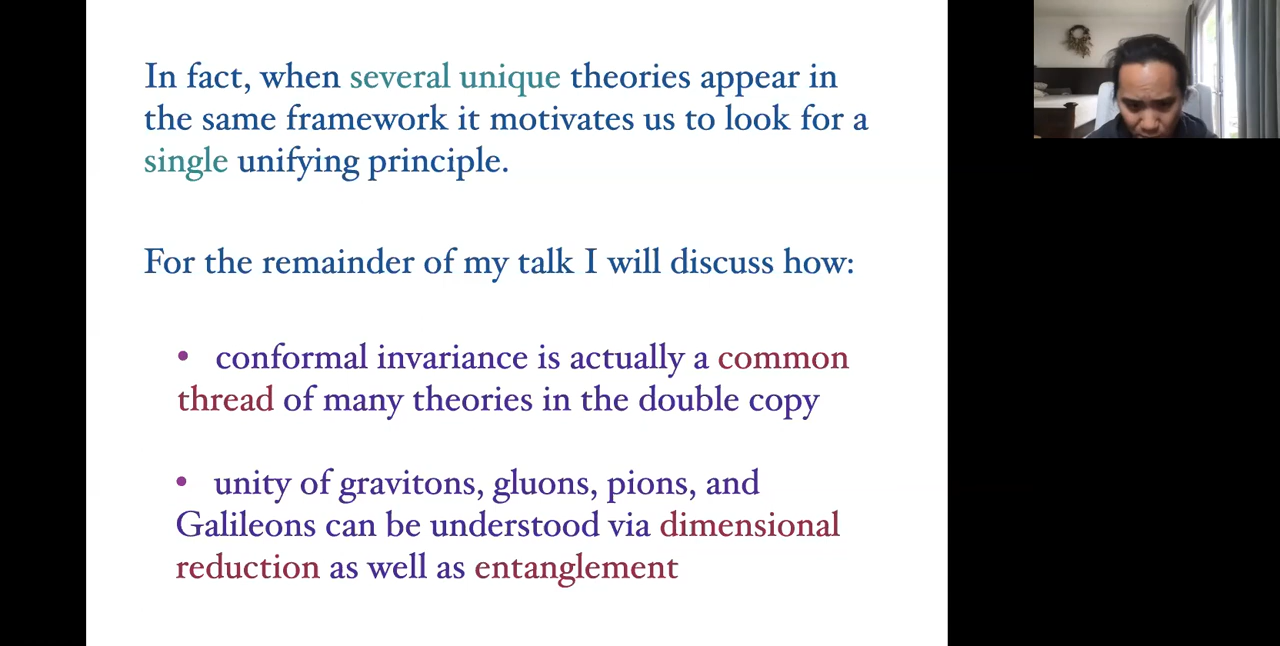 In fact, when several unique theories appear in
the same framework it motivates us to look for a
single unifying principle.
For the remainder of my talk I will discuss how:
• conformal invariance is actually a common
thread of many theories in the double copy
• unity of gravitons, gluons, pions, and
Galileons can be understood via dimensional
reduction as well as entanglement